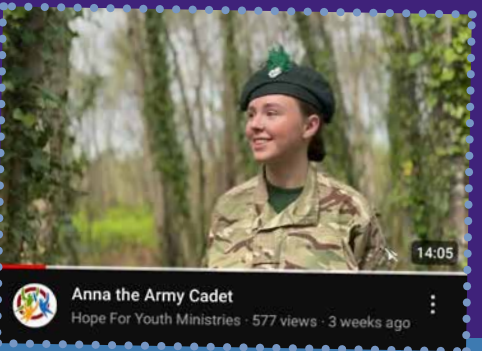 14:05
Anna the Army Cadet
Hope For Youth Ministries · 577 views · 3 weeks ago